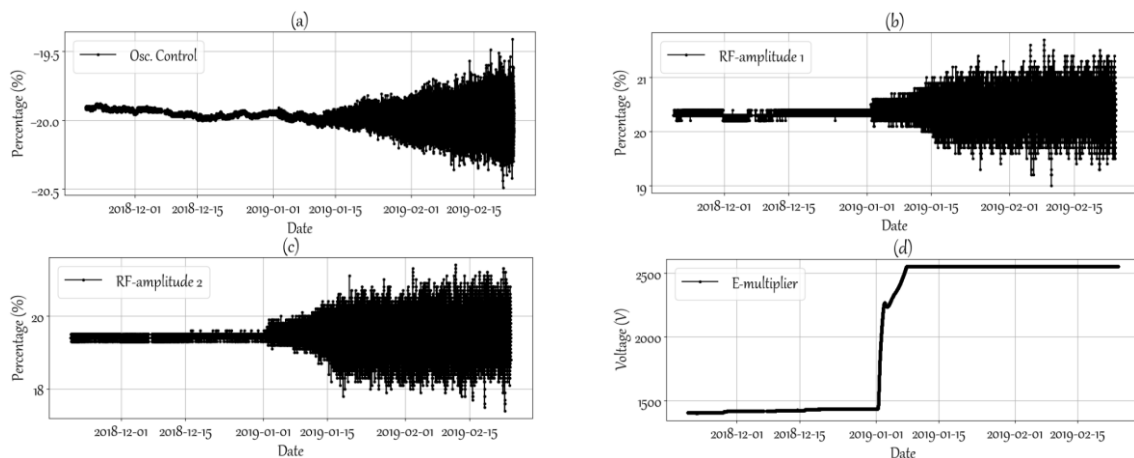 (a)
Osc. Control
Percentage (%)
−19.5
−20.0
−20.5
2018-12-01 2018-12-15 2019-01-01 2019-01-15 2019-02-01 2019-02-15
Date
(b)
RF-amplitude 1
Percentage (%)
21
20
19
2018-12-01 2018-12-15 2019-01-01 2019-01-15 2019-02-01 2019-02-15
Date
(c)
RF-amplitude 2
Percentage (%)
20
18
2018-12-01 2018-12-15 2019-01-01 2019-01-15 2019-02-01 2019-02-15
Date
(d)
E-multiplier
Voltage (V)
2500
2000
1500
2018-12-01 2018-12-15 2019-01-01 2019-01-15 2019-02-01 2019-02-15
Date